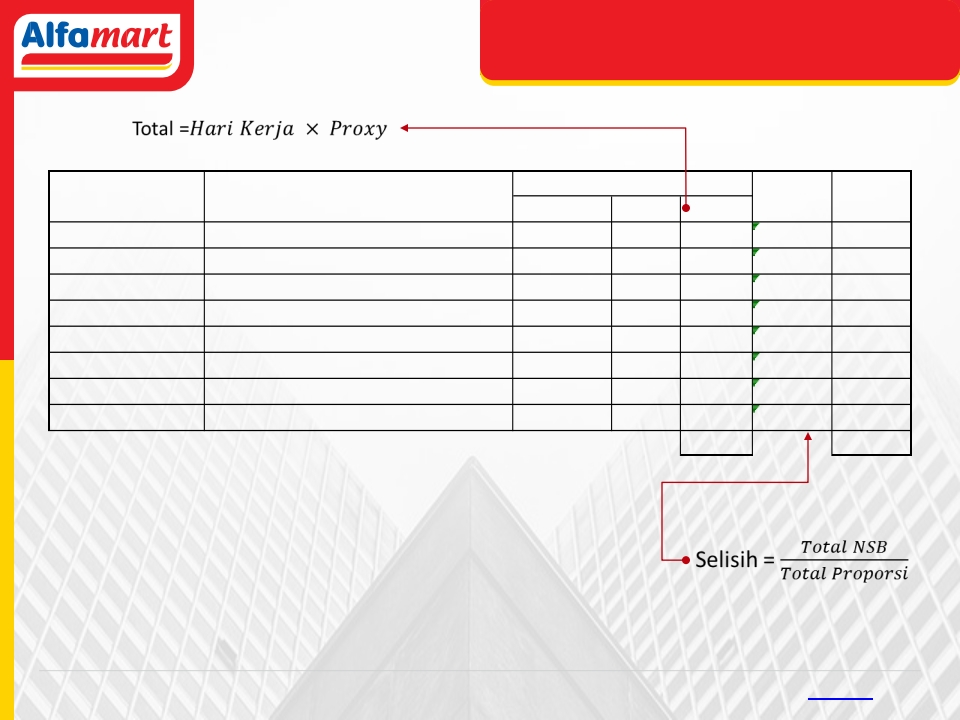 Alfamart
Total =Hari Kerja × Proxy
Selisih = Total NSB / Total Proporsi